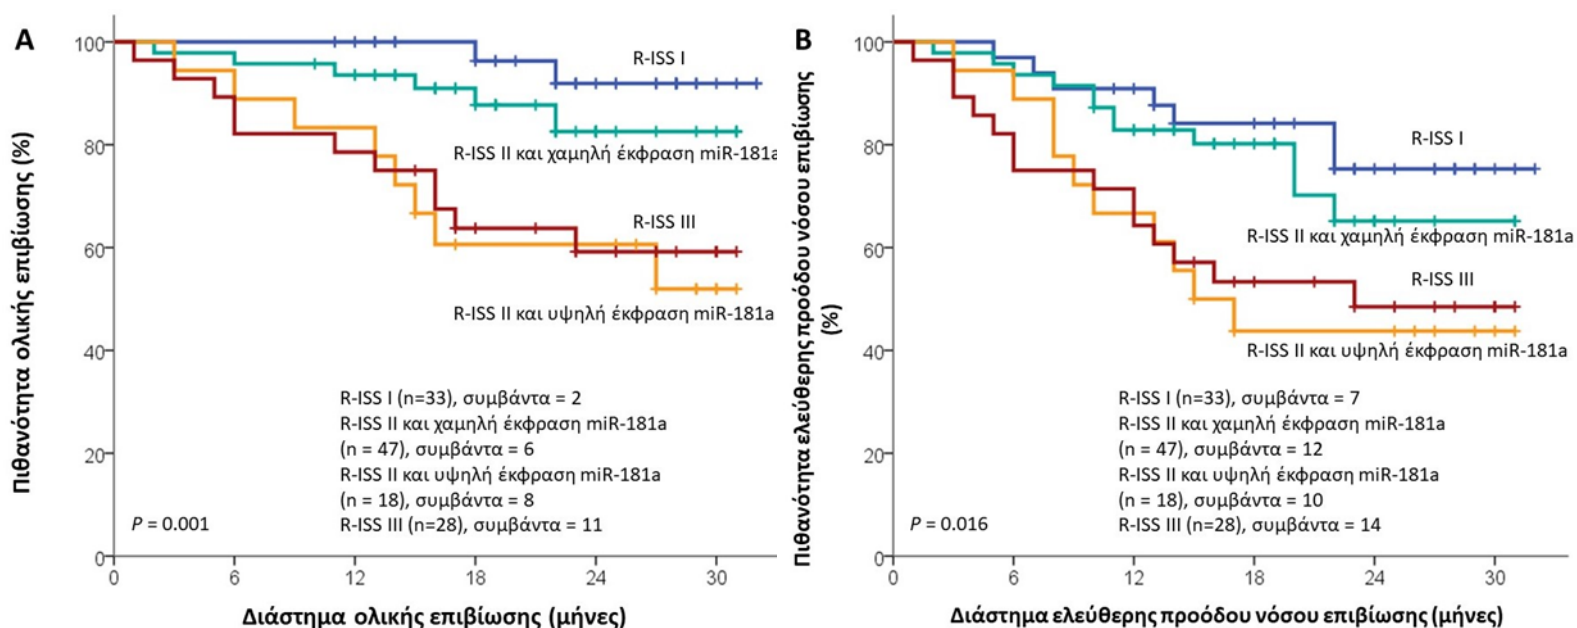 A
Πιθανότητα ολικής επιβίωσης (%)
100
80
60
40
20
0
R-ISS I
R-ISS II και χαμηλή έκφραση miR-181a
R-ISS III
R-ISS II και υψηλή έκφραση miR-181a
R-ISS I (n=33), συμβάντα = 2
R-ISS II και χαμηλή έκφραση miR-181a
(n = 47), συμβάντα = 6
R-ISS II και υψηλή έκφραση miR-181a
(n = 18), συμβάντα = 8
R-ISS III (n=28), συμβάντα = 11
P = 0.001
0 6 12 18 24 30
Διάστημα ολικής επιβίωσης (μήνες)
B
Πιθανότητα ελεύθερης προόδου νόσου επιβίωσης
(%)
100
80
60
40
20
0
R-ISS I
R-ISS II και χαμηλή έκφραση miR-181a
R-ISS III
R-ISS II και υψηλή έκφραση miR-181a
R-ISS I (n=33), συμβάντα = 7
R-ISS II και χαμηλή έκφραση miR-181a
(n = 47), συμβάντα = 12
R-ISS II και υψηλή έκφραση miR-181a
(n = 18), συμβάντα = 10
R-ISS III (n=28), συμβάντα = 14
P = 0.016
0 6 12 18 24 30
Διάστημα ελεύθερης προόδου νόσου επιβίωσης (μήνες)